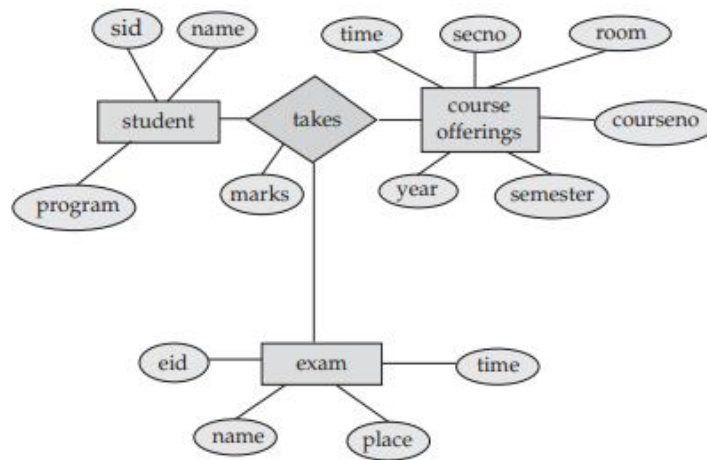 sid
name
time
secno
room
student
takes
course
offerings
courseno
program
marks
year
semester
eid
exam
time
name
place